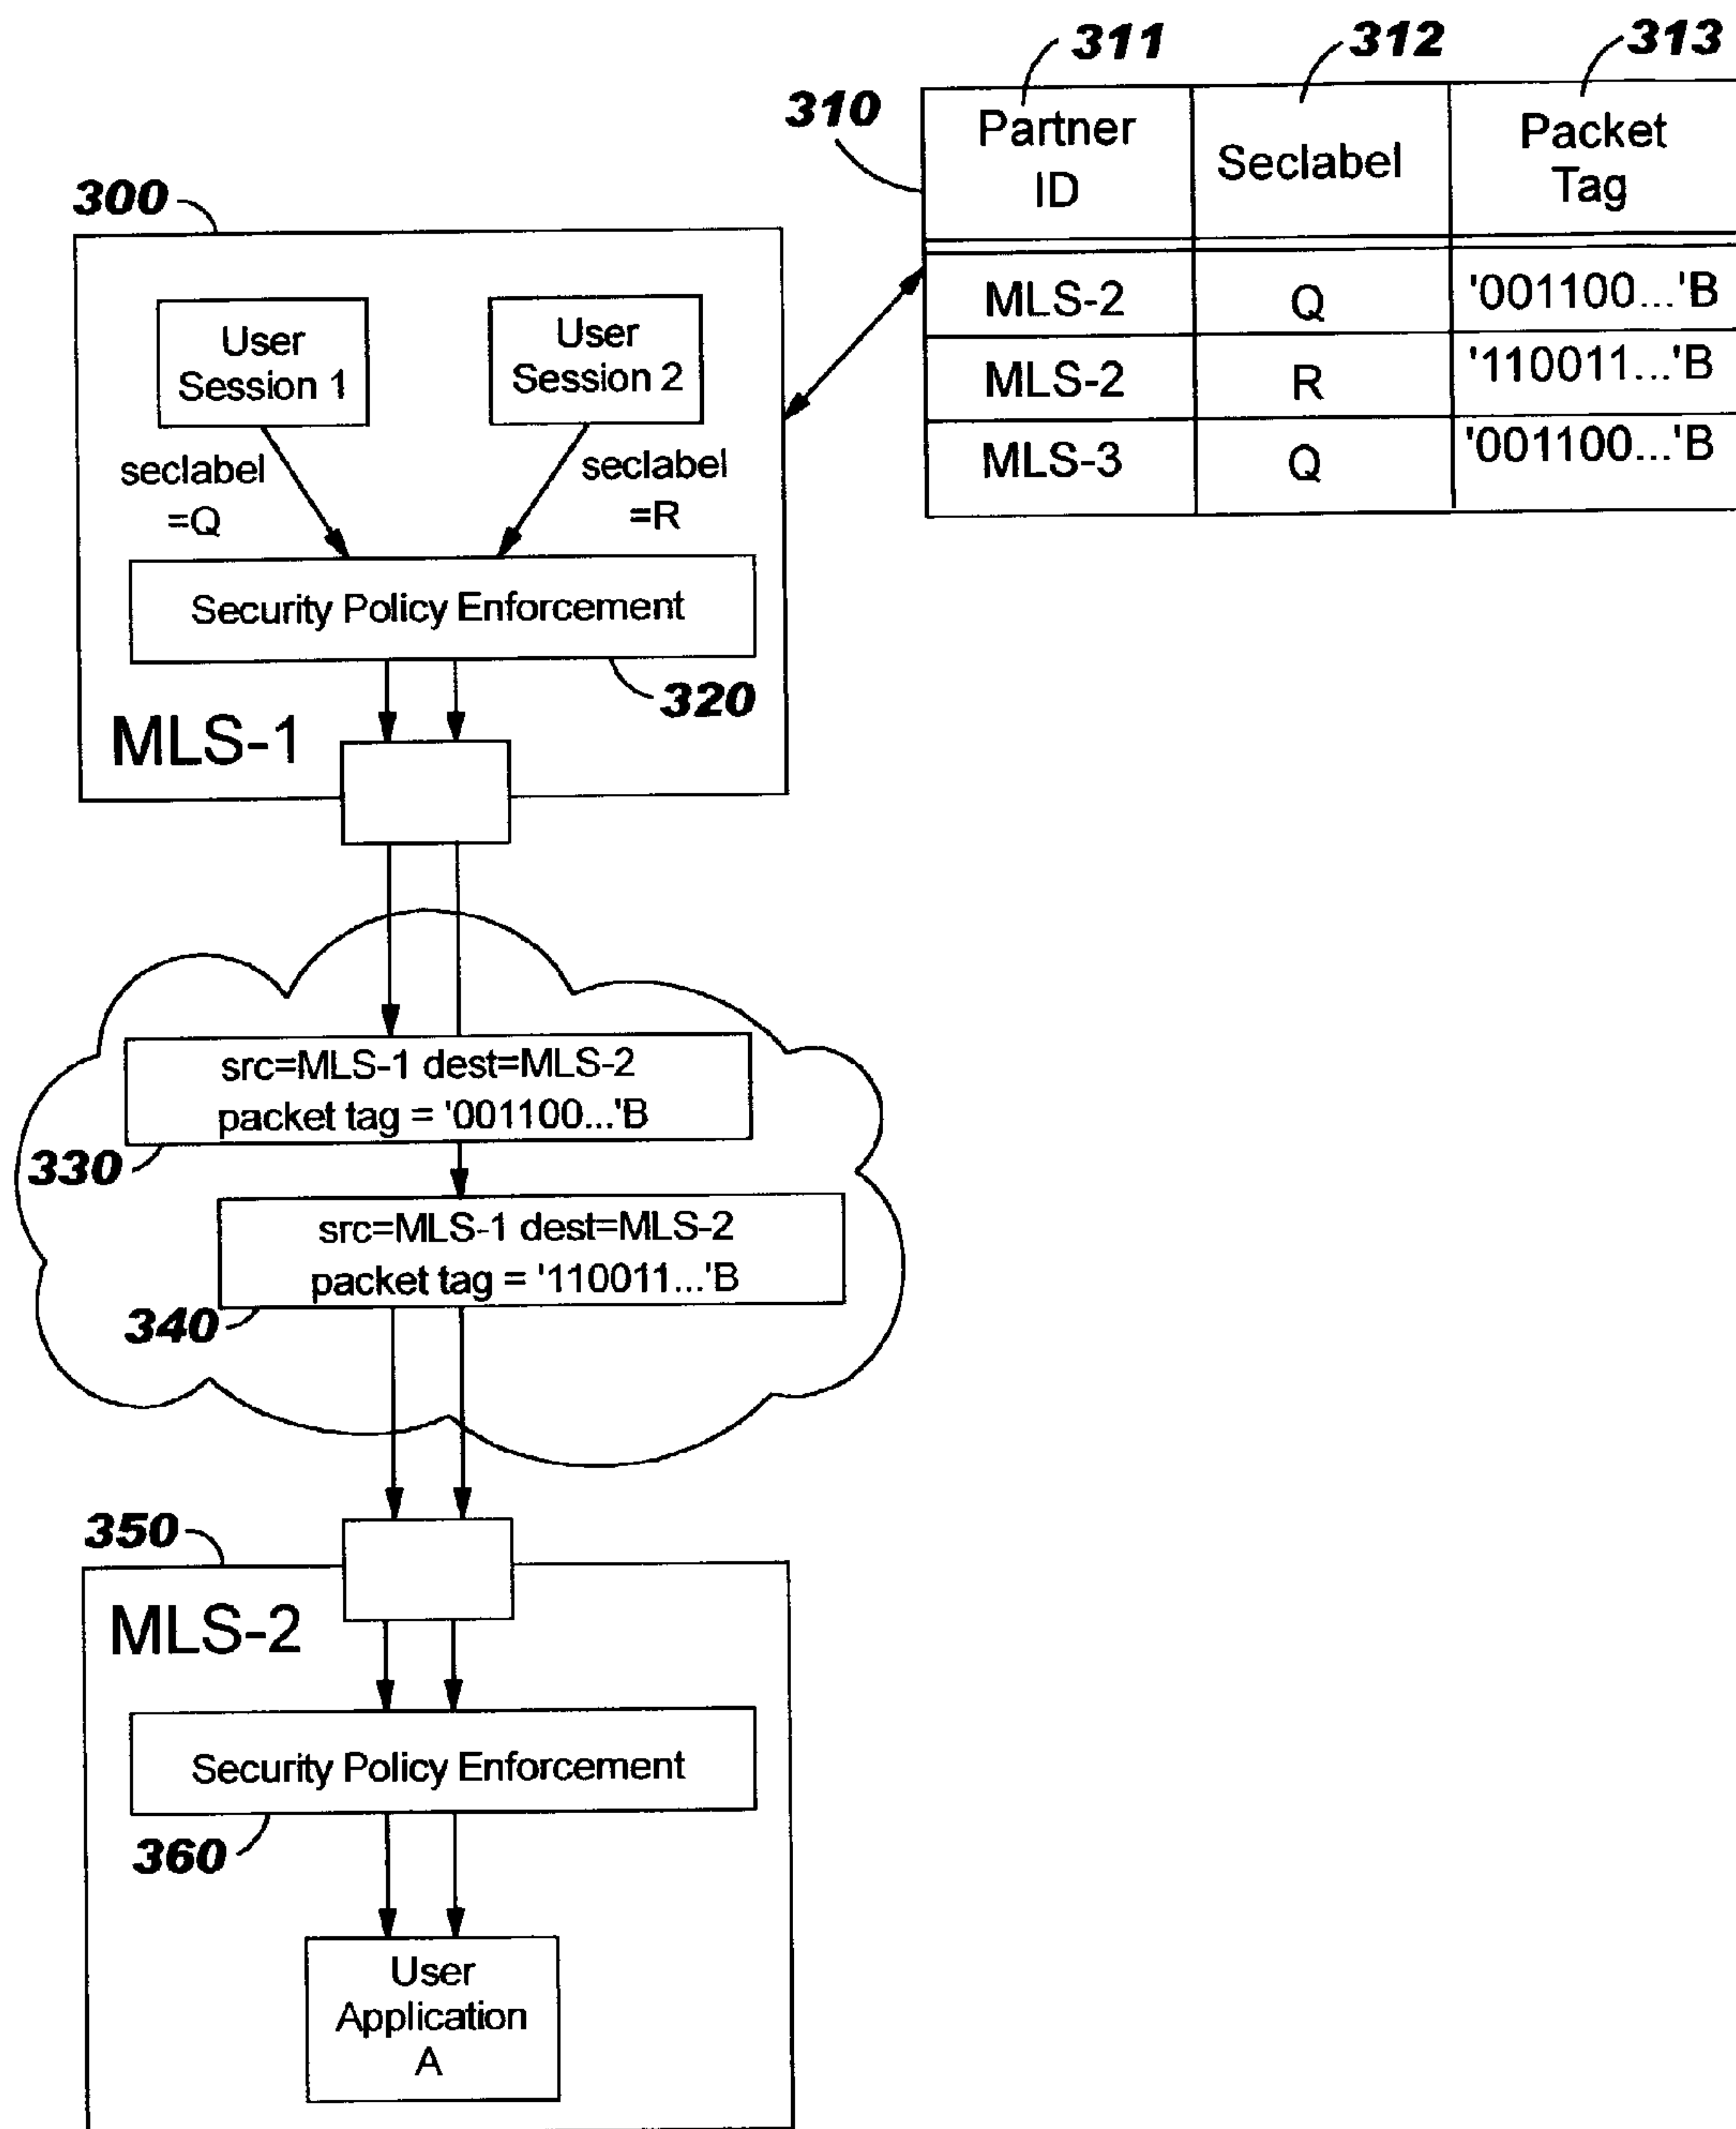 311
312
313
310
Partner
ID
Seclabel
Packet
Tag
MLS-2
Q
'001100...'B
MLS-2
R
'110011...'B
MLS-3
Q
'001100...'B
300
User
Session 1
User
Session 2
seclabel
=Q
seclabel
=R
Security Policy Enforcement
320
MLS-1
src=MLS-1 dest=MLS-2
packet tag = '001100...'B
330
src=MLS-1 dest=MLS-2
packet tag = '110011...'B
340
350
MLS-2
Security Policy Enforcement
360
User
Application
A